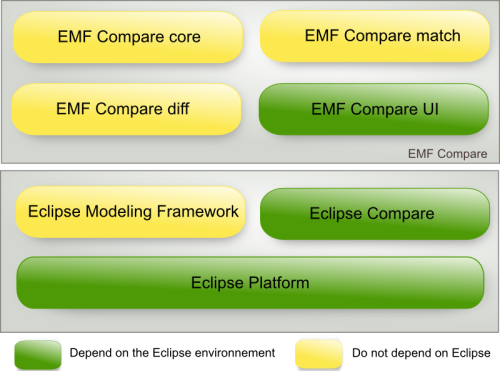 EMF Compare core
EMF Compare match
EMF Compare diff
EMF Compare UI
EMF Compare
Eclipse Modeling Framework
Eclipse Compare
Eclipse Platform
Depend on the Eclipse environnement
Do not depend on Eclipse